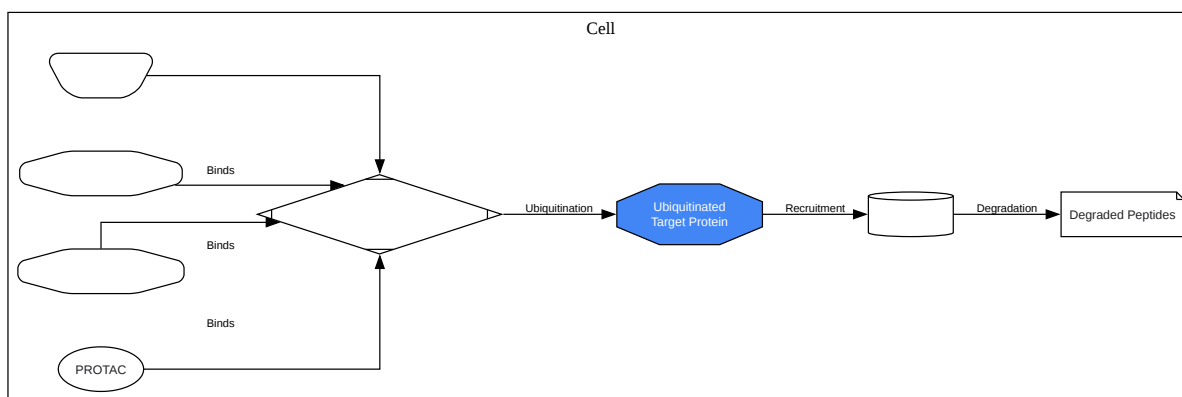 Cell
Binds
Ubiquitination
Ubiquitinated
Target Protein
Recruitment
Degradation
Degraded Peptides
Binds
Binds
PROTAC